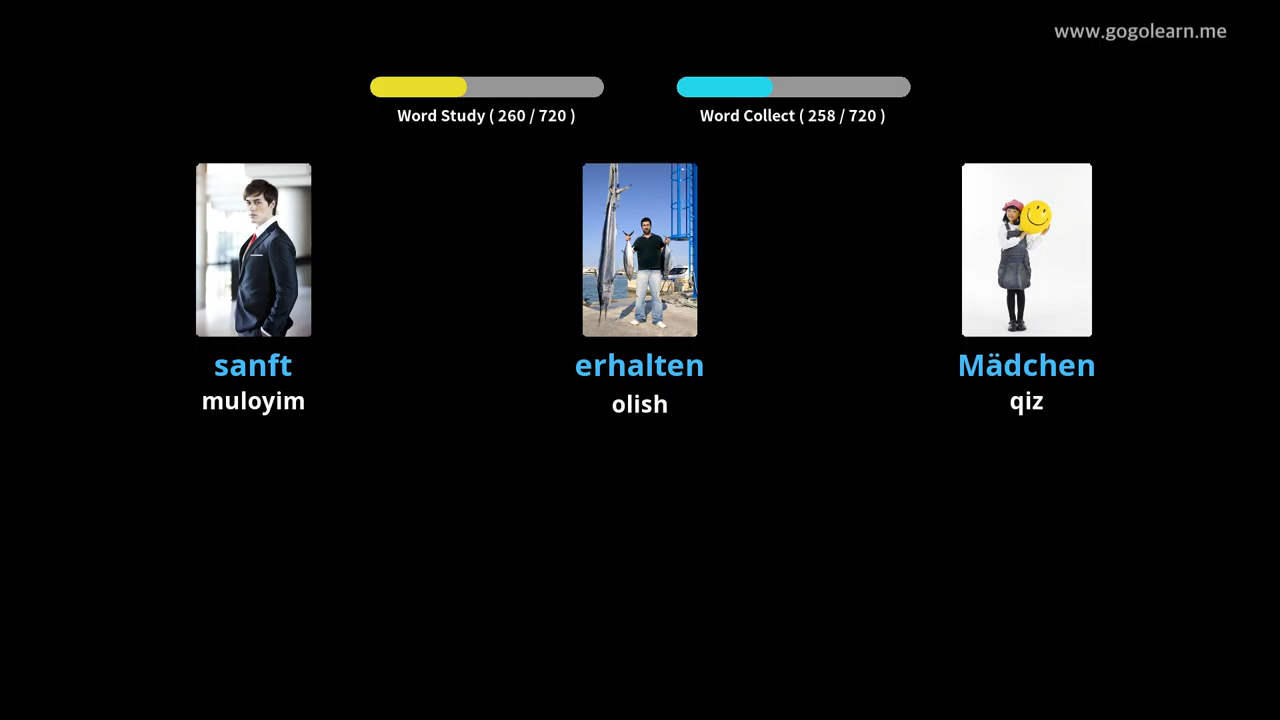 www.gogolearn.me
Word Study ( 260 / 720 )
Word Collect ( 258 / 720 )
sanft
muloyim
erhalten
olish
Mädchen
qiz